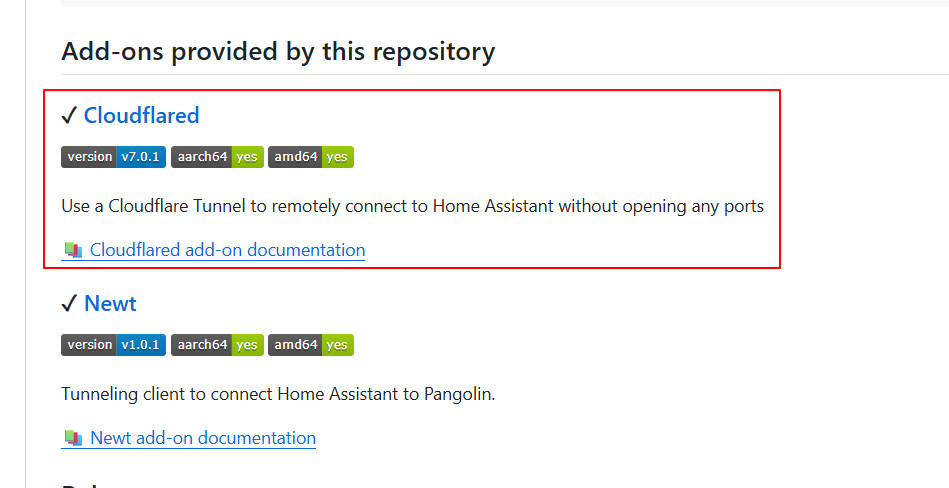 Add-ons provided by this repository
✓ Cloudflared
version v7.0.1 aarch64 yes amd64 yes
Use a Cloudflare Tunnel to remotely connect to Home Assistant without opening any ports
Cloudflared add-on documentation
✓ Newt
version v1.0.1 aarch64 yes amd64 yes
Tunneling client to connect Home Assistant to Pangolin.
Newt add-on documentation